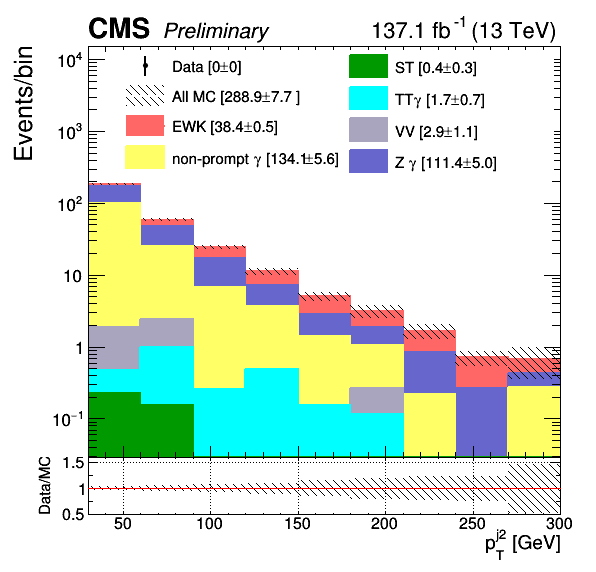 CMS Preliminary 137.1 fb⁻¹ (13 TeV)
Events/bin
10⁴
10³
10²
10
1
10⁻¹
Data [0±0]
All MC [288.9±7.7 ]
EWK [38.4±0.5]
non-prompt γ [134.1±5.6]
ST [0.4±0.3]
TTγ [1.7±0.7]
VV [2.9±1.1]
Z γ [111.4±5.0]
Data/MC
1.5
1
0.5
50 100 150 200 250 300
p_T^j2 [GeV]